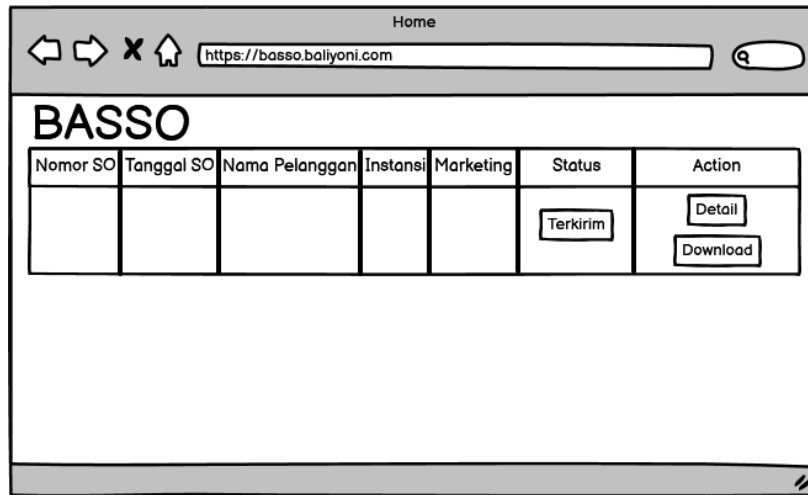 Home
https://basso.baliyoni.com
BASSO
Nomor SO Tanggal SO Nama Pelanggan Instansi Marketing Status Action
Terkirim
Detail
Download